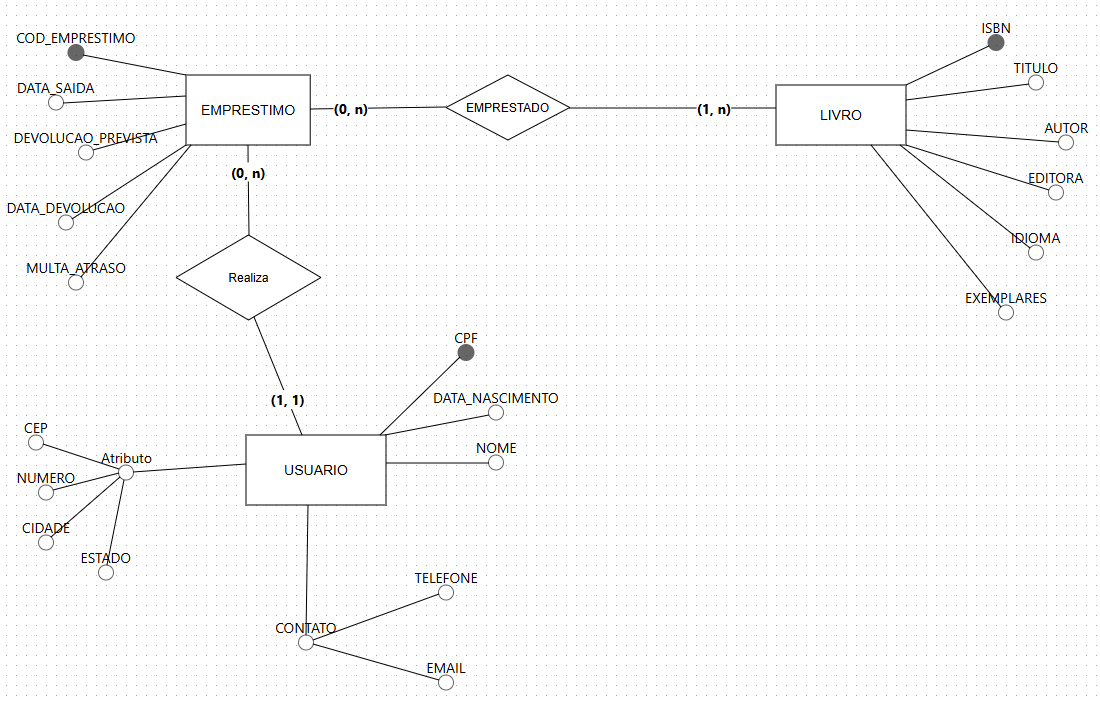 COD_EMPRESTIMO
DATA_SAIDA
DEVOLUCAO_PREVISTA
DATA_DEVOLUCAO
MULTA_ATRASO
EMPRESTIMO
(0, n)
EMPRESTADO
(1, n)
LIVRO
ISBN
TITULO
AUTOR
EDITORA
IDIOMA
EXEMPLARES
(0, n)
Realiza
(1, 1)
CPF
DATA_NASCIMENTO
NOME
USUARIO
Atributo
CEP
NUMERO
CIDADE
ESTADO
CONTATO
TELEFONE
EMAIL